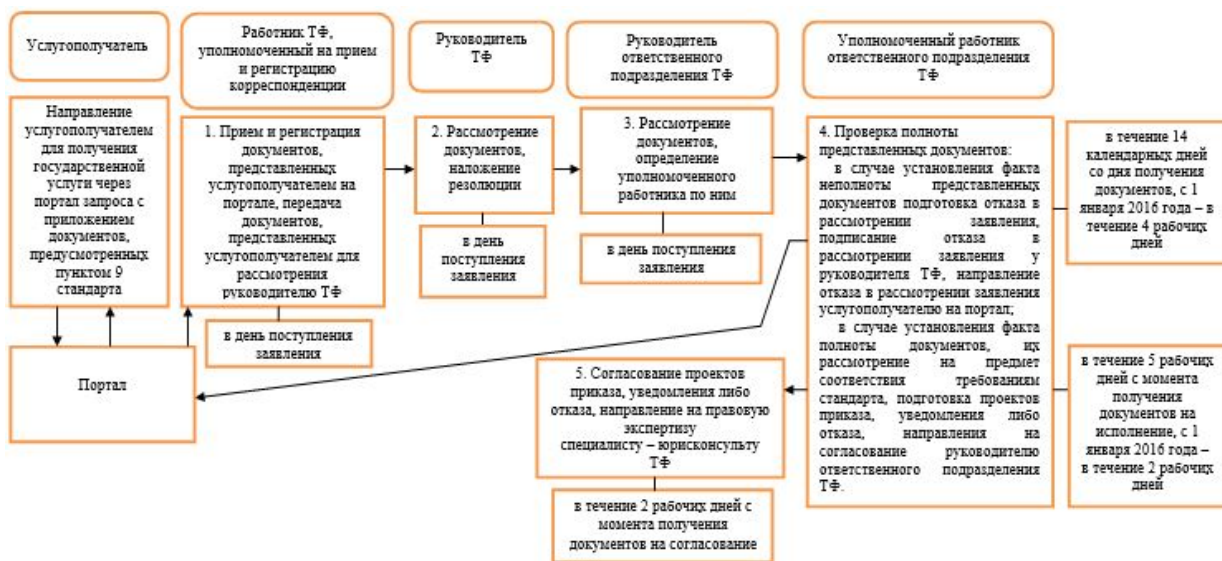 Услугополучатель
Работник ТФ,
уполномоченный на прием
и регистрацию
корреспонденции
Руководитель
ТФ
Руководитель
ответственного
подразделения ТФ
Уполномоченный работник
ответственного подразделения
ТФ
Направление
услугополучателем
для получения
государственной
услуги через
портал запроса с
приложением
документов,
предусмотренных
пунктом 9
стандарта
1. Прием и регистрация
документов,
представленных
услугополучателем на
портале, передача
документов,
представленных
услугополучателем для
рассмотрения
руководителю ТФ
в день поступления
заявления
2. Рассмотрение
документов,
наложение
резолюции
в день
поступления
заявления
3. Рассмотрение
документов,
определение
уполномоченного
работника по ним
в день поступления
заявления
4. Проверка полноты
представленных документов:
в случае установления факта
неполноты представленных
документов подготовка отказа в
рассмотрении заявления,
подписание отказа в
рассмотрении заявления у
руководителя ТФ, направление
отказа в рассмотрении заявления
услугополучателю на портал;
в случае установления факта
полноты документов, их
рассмотрение на предмет
соответствия требованиям
стандарта, подготовка проектов
приказа, уведомления либо
отказа, направления на
согласование руководителю
ответственного подразделения
ТФ.
в течение 14
календарных дней
со дня получения
документов, с 1
января 2016 года – в
течение 4 рабочих
дней
в течение 5 рабочих
дней с момента
получения
документов на
исполнение, с 1
января 2016 года –
в течение 2 рабочих
дней
Портал
5. Согласование проектов
приказа, уведомления либо
отказа, направление на правовую
экспертизу
специалисту – юрисконсульту
ТФ
в течение 2 рабочих дней с
момента получения
документов на согласование